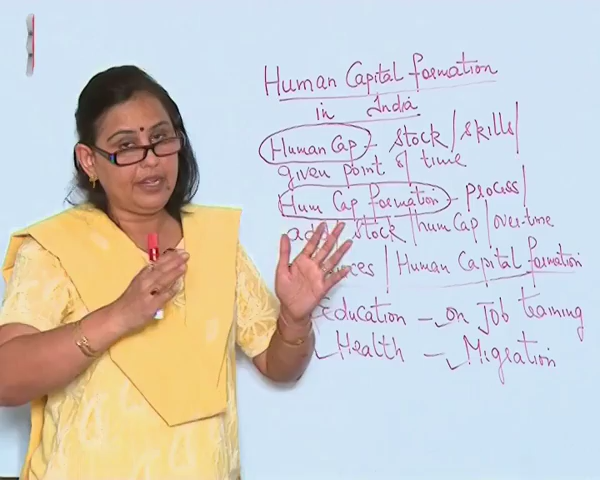 Human Capital formation
in India
Human Cap - stock/skills/
given point of time
Hum Cap formation - process/
add stock/hum Cap/over-time
/ Human Capital formation
Education - on Job training
Health - Migration